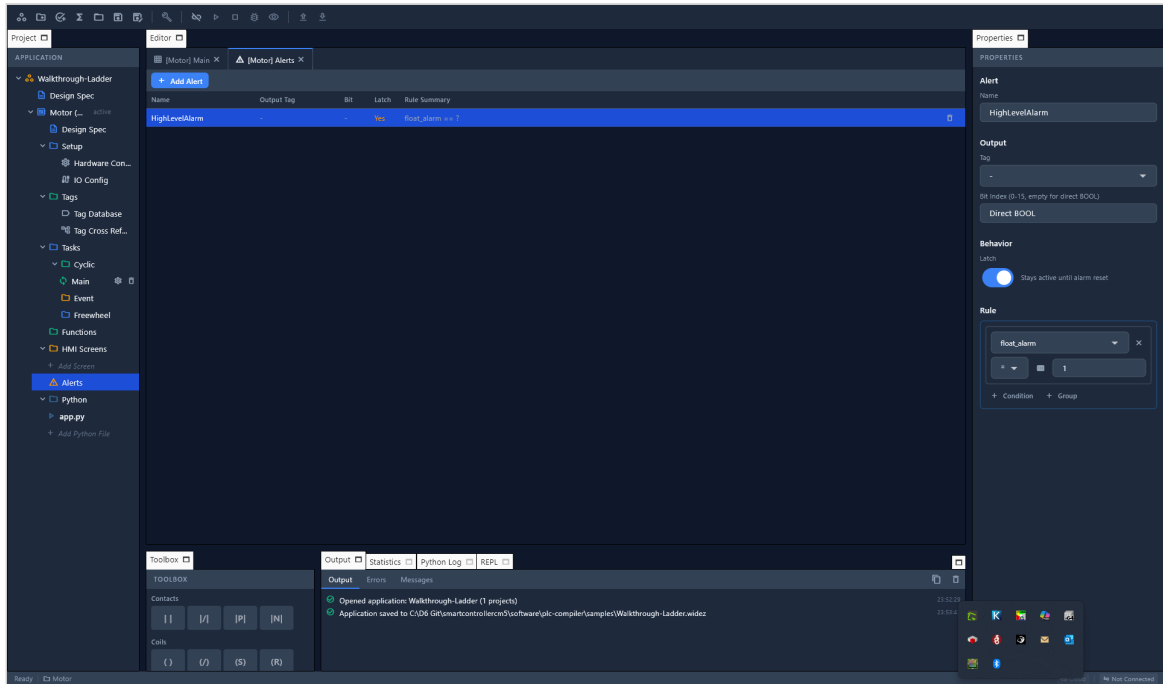 Project
Editor
Properties
APPLICATION
Walkthrough-Ladder
Design Spec
Motor (... active
Design Spec
Setup
Hardware Con...
IO Config
Tags
Tag Database
Tag Cross Ref...
Tasks
Cyclic
Main
Event
Freewheel
Functions
HMI Screens
+ Add Screen
Alerts
Python
app.py
+ Add Python File
[Motor] Main ×
[Motor] Alerts ×
+ Add Alert
Name Output Tag Bit Latch Rule Summary
HighLevelAlarm - - Yes float_alarm == ?
Toolbox
TOOLBOX
Contacts
| | |/| |P| |N|
Coils
( ) (/) (S) (R)
Output Statistics Python Log REPL
Output Errors Messages
Opened application: Walkthrough-Ladder (1 projects) 23:52:28
Application saved to C:\D6 Git\smartcontrollercm5\software\plc-compiler\samples\Walkthrough-Ladder.widez
PROPERTIES
Alert
Name
HighLevelAlarm
Output
Tag
-
Bit Index (0-15, empty for direct BOOL)
Direct BOOL
Behavior
Latch
Stays active until alarm reset
Rule
float_alarm ×
1
+ Condition + Group
Ready Motor
Not Connected